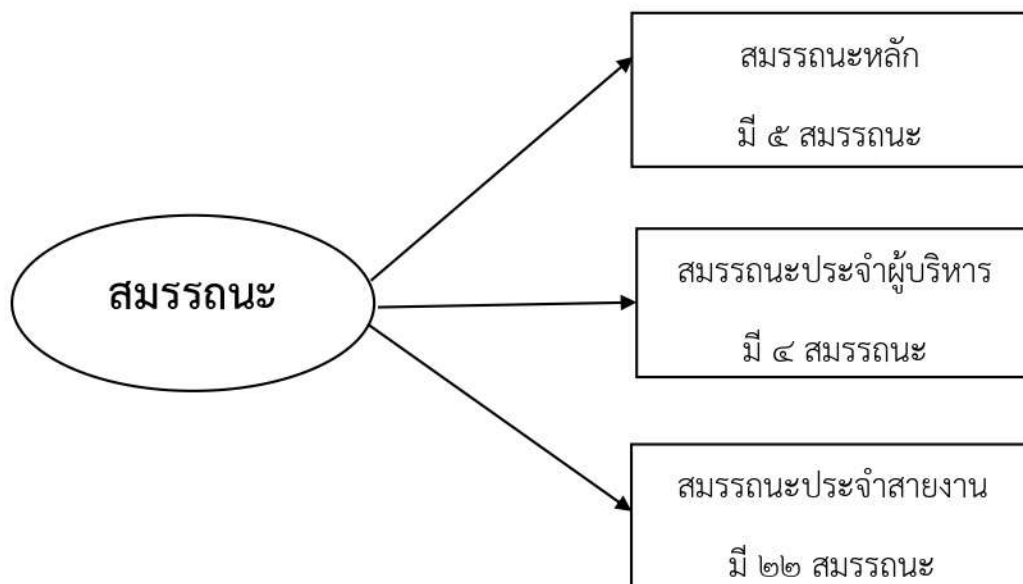 สมรรถนะหลัก
มี ๕ สมรรถนะ
สมรรถนะ
สมรรถนะประจำผู้บริหาร
มี ๔ สมรรถนะ
สมรรถนะประจำสายงาน
มี ๒๒ สมรรถนะ